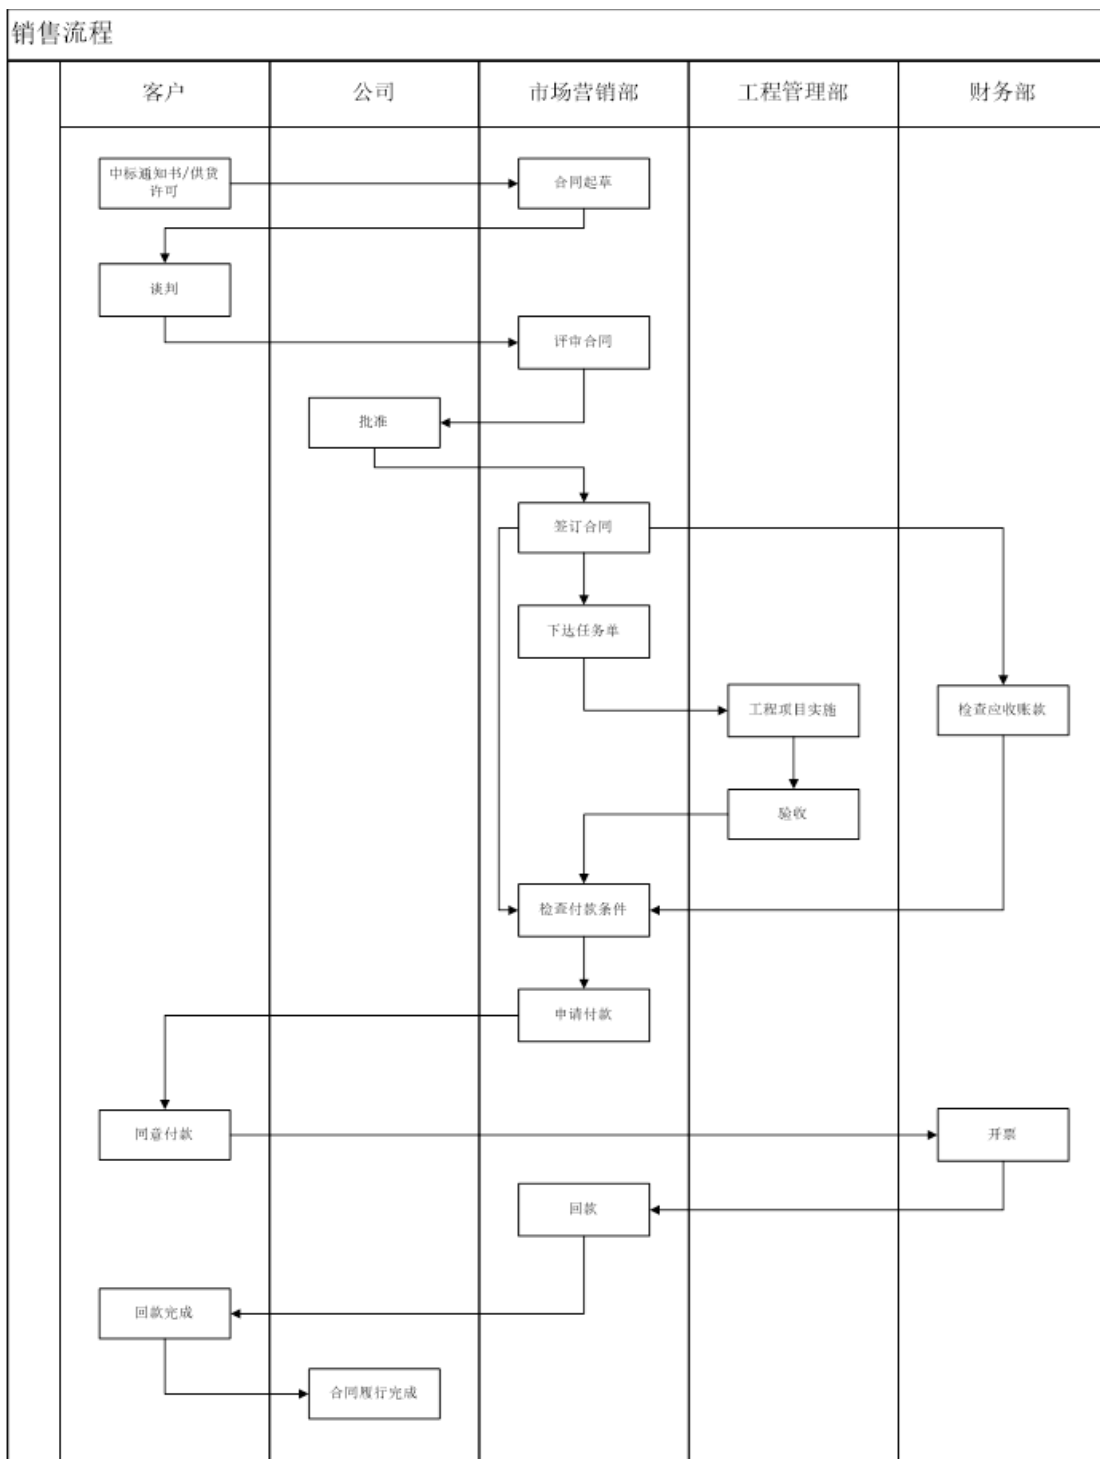 销售流程
客户
公司
市场营销部
工程管理部
财务部
中标通知书/供货
许可
合同起草
谈判
评审合同
批准
签订合同
下达任务单
工程项目实施
检查应收账款
验收
检查付款条件
申请付款
同意付款
开票
回款
回款完成
合同履行完成